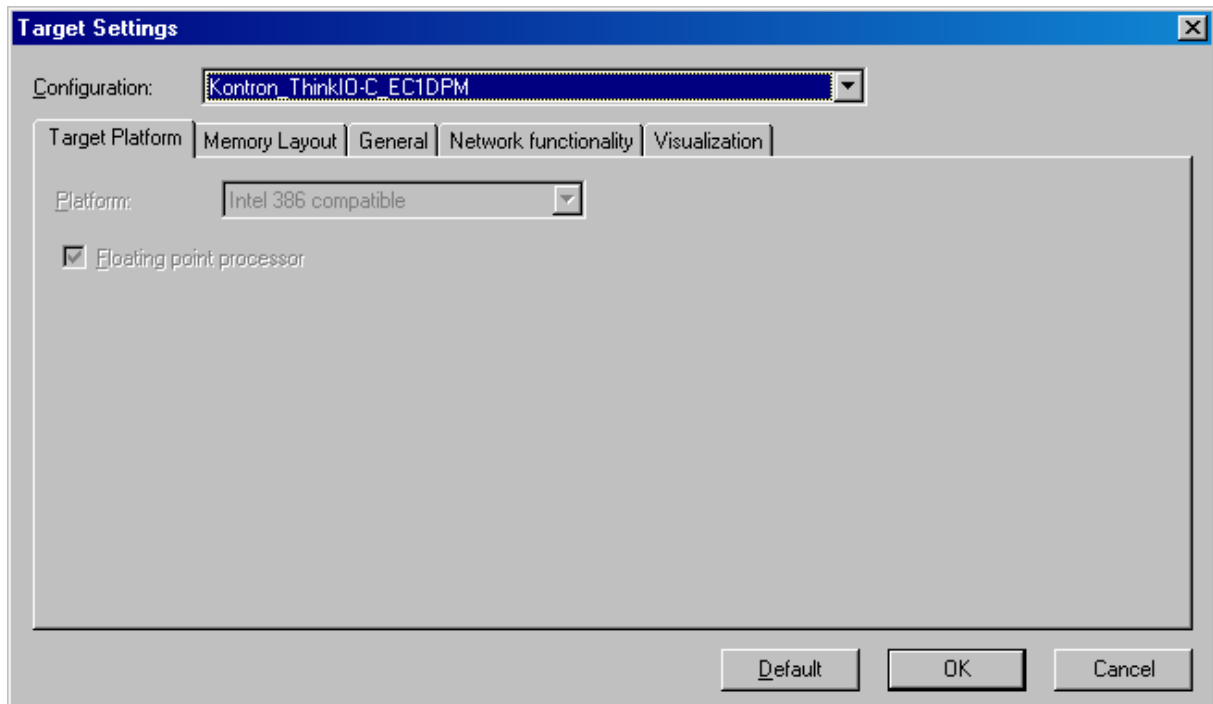 Target Settings
Configuration: Kontron_ThinkIO-C_EC1DPM
Target Platform Memory Layout General Network functionality Visualization
Platform: Intel 386 compatible
Floating point processor
Default OK Cancel